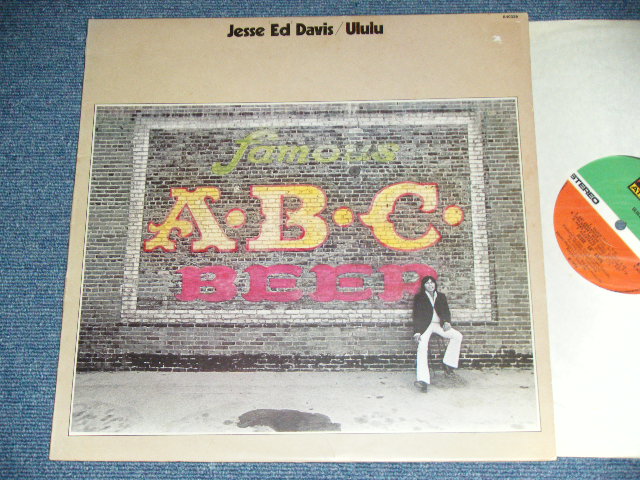 Jesse Ed Davis/Ululu
famous
A·B·C·
BEER
STEREO